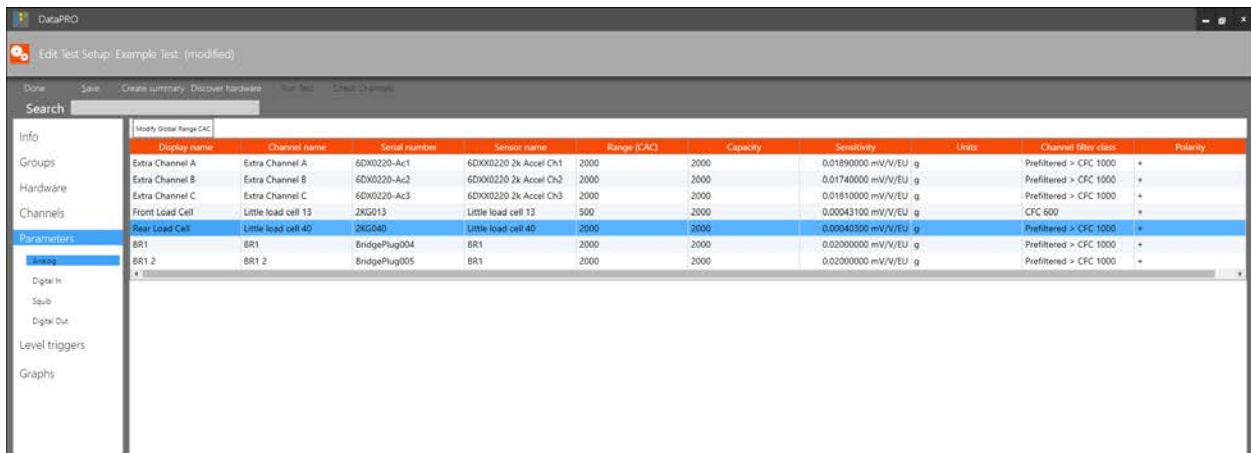 DataPRO
Edit Test Setup: Example Test: (modified)
Done Save Create summary Discover hardware Run Test Check Channels
Search
Info
Groups
Hardware
Channels
Parameters
Analog
Digital In
Squib
Digital Out
Level triggers
Graphs
Modify Global Range CAC
Display name Channel name Serial number Sensor name Range (CAC) Capacity Sensitivity Units Channel filter class Polarity
Extra Channel A Extra Channel A 6DX0220-Ac1 6DXX0220 2k Accel Ch1 2000 2000 0.01890000 mV/V/EU g Prefiltered > CFC 1000 +
Extra Channel B Extra Channel B 6DX0220-Ac2 6DXX0220 2k Accel Ch2 2000 2000 0.01740000 mV/V/EU g Prefiltered > CFC 1000 +
Extra Channel C Extra Channel C 6DX0220-Ac3 6DXX0220 2k Accel Ch3 2000 2000 0.01810000 mV/V/EU g Prefiltered > CFC 1000 +
Front Load Cell Little load cell 13 2KG013 Little load cell 13 500 2000 0.00043100 mV/V/EU g CFC 600 +
Rear Load Cell Little load cell 40 2KG040 Little load cell 40 2000 2000 0.00040300 mV/V/EU g Prefiltered > CFC 1000 +
BR1 BR1 BridgePlug004 BR1 2000 2000 0.02000000 mV/V/EU g Prefiltered > CFC 1000 +
BR1 2 BR1 2 BridgePlug005 BR1 2000 2000 0.02000000 mV/V/EU g Prefiltered > CFC 1000 +